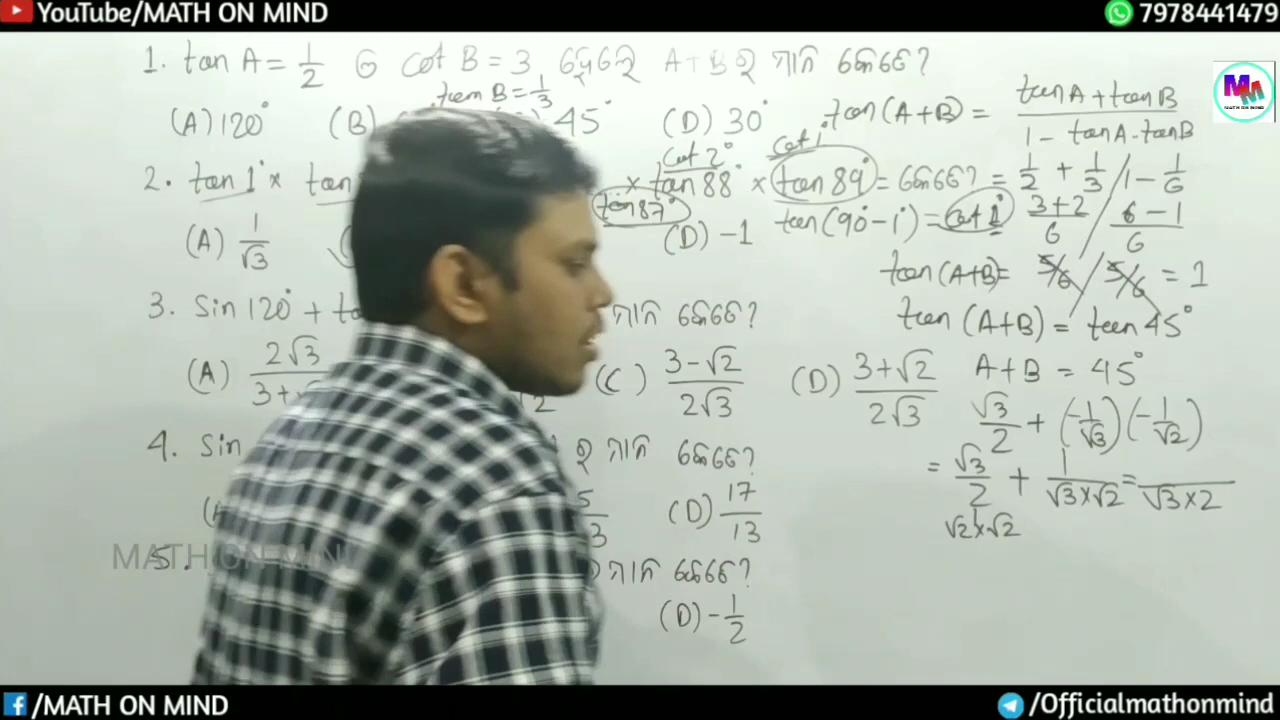 YouTube/MATH ON MIND
7978441479
1. tan A = 1/2 ଓ cot B = 3 ହେଲେ A+B ର ମାନ କେତେ?
tan B = 1/3
(A) 120° (B) 45° (D) 30°
tan(A+B) = tanA + tanB / 1 - tanA·tanB
cot 2° cot 1°
2. tan 1° × tan × tan 88° × tan 89° = କେତେ?
tan 87°
= 1/2 + 1/3 / 1 - 1/6
tan(90° - 1°) = cot 1°
3+2/6 / 6-1/6
(A) 1/√3 (D) -1
tan(A+B) = 5/6 / 5/6 = 1
3. Sin 120° + ta ମାନ କେତେ?
tan (A+B) = tan 45°
(A) 2√3/3+ √2 (C) 3-√2/2√3 (D) 3+√2/2√3
A+B = 45°
√3/2 + (-1/√3)(-1/√2)
4. Sin ର ମାନ କେତେ?
= √3/2 + 1/√3×√2 = /√3×2
√2×√2
(A) 5/3 (D) 17/13
MATH ON MIND
5. ମାନ କେତେ?
(D) -1/2
/MATH ON MIND
/Officialmathonmind